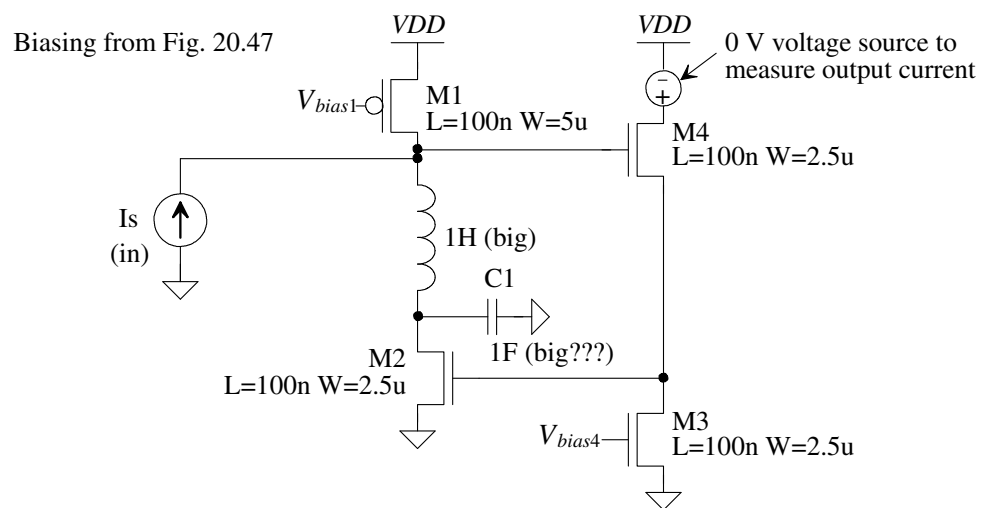 Biasing from Fig. 20.47
VDD
VDD
0 V voltage source to
measure output current
-
+
Vbias1
M1
L=100n W=5u
M4
L=100n W=2.5u
Is
(in)
1H (big)
C1
1F (big???)
M2
L=100n W=2.5u
Vbias4
M3
L=100n W=2.5u